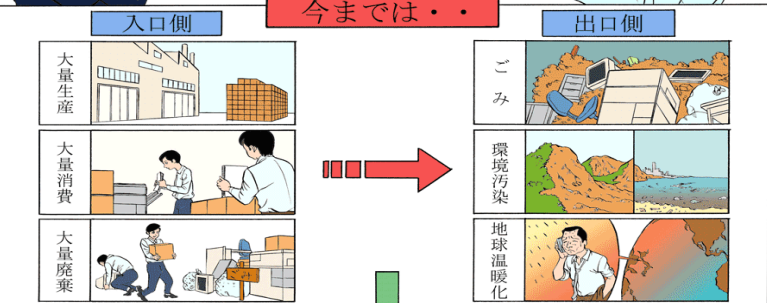 今までは・・
入口側
出口側
大量生産
ごみ
大量消費
環境汚染
大量廃棄
地球温暖化